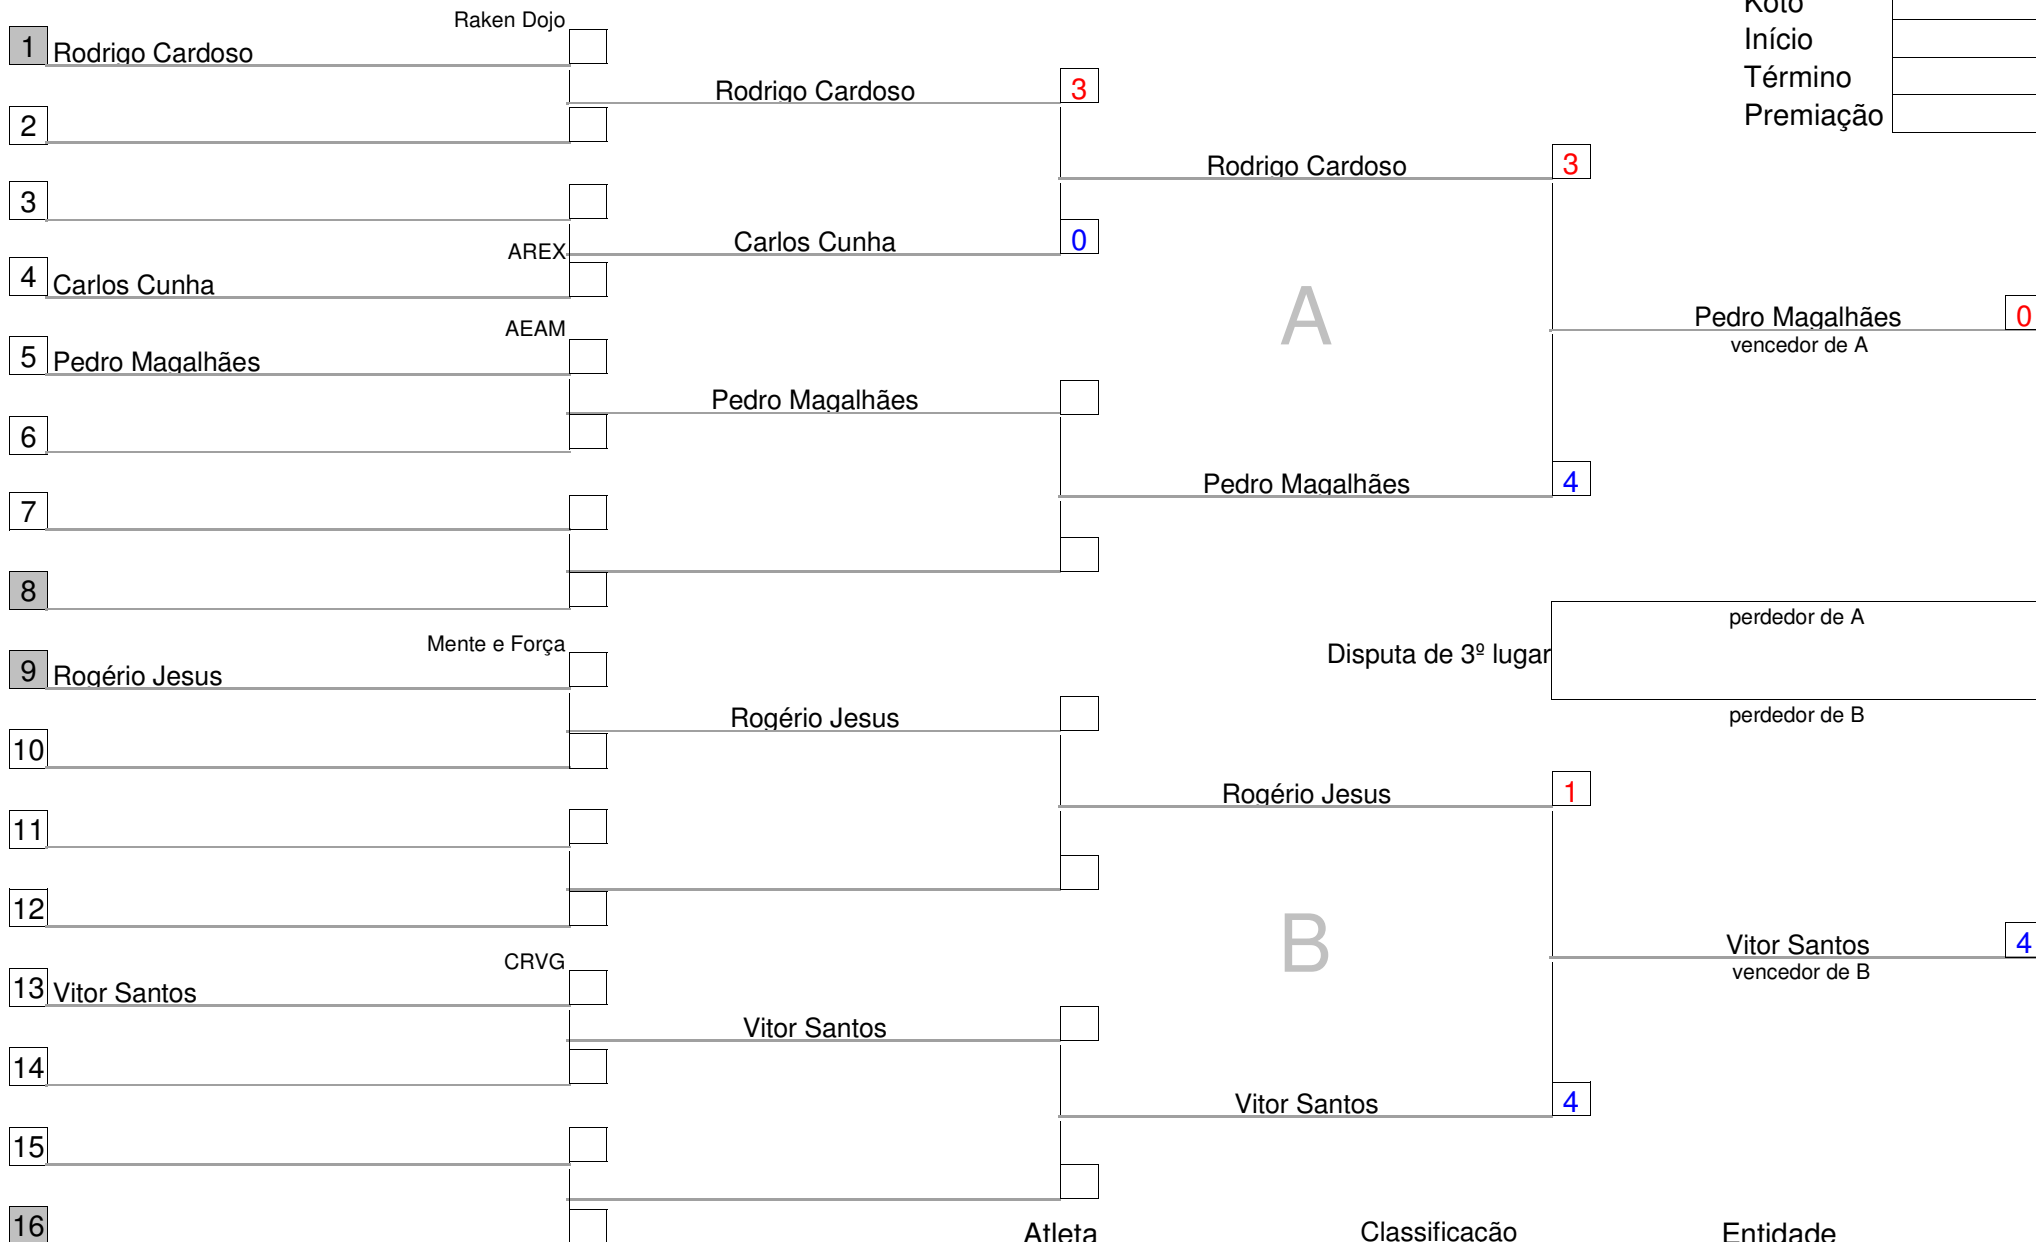 Koto
Raken Dojo
1 Rodrigo Cardoso
Início
Término
Rodrigo Cardoso 3
Premiação
2
Rodrigo Cardoso 3
3
Carlos Cunha 0
AREX
4 Carlos Cunha
A
Pedro Magalhães 0
AEAM
vencedor de A
5 Pedro Magalhães
Pedro Magalhães
6
Pedro Magalhães 4
7
8
perdedor de A
Mente e Força
Disputa de 3º lugar
9 Rogério Jesus
perdedor de B
Rogério Jesus
10
Rogério Jesus 1
11
12
B
Vitor Santos 4
CRVG
vencedor de B
13 Vitor Santos
Vitor Santos
14
Vitor Santos 4
15
16
Atleta Classificação Entidade